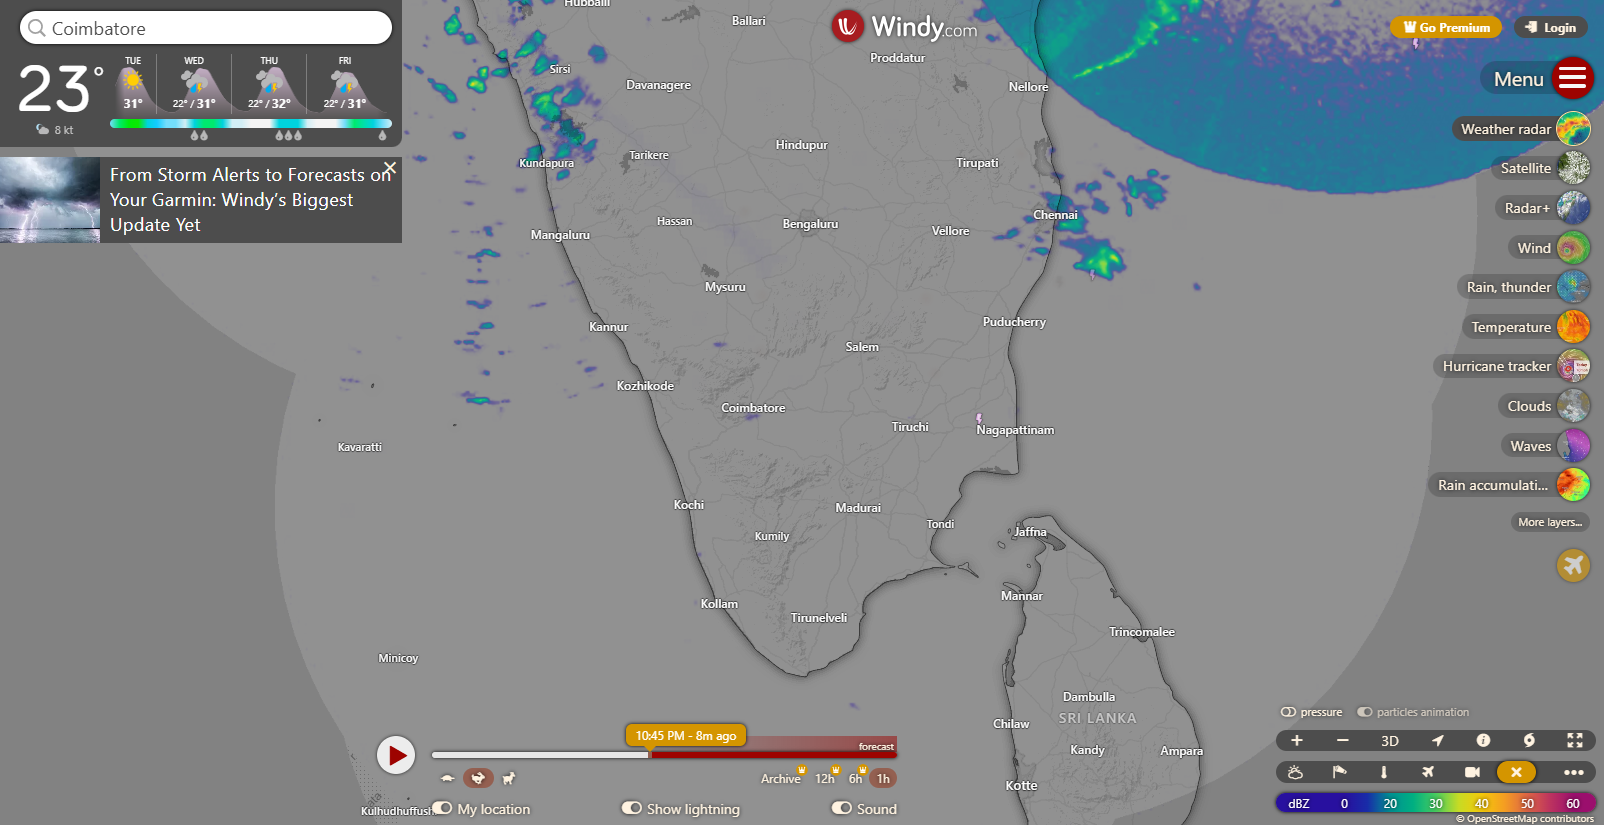 Coimbatore
23°
8 kt
TUE
31°
WED
22° / 31°
THU
22° / 32°
FRI
22° / 31°
From Storm Alerts to Forecasts on
Your Garmin: Windy's Biggest
Update Yet
Windy.com
Go Premium
Login
Menu
Weather radar
Satellite
Radar+
Wind
Rain, thunder
Temperature
Hurricane tracker
Clouds
Waves
Rain accumulati...
More layers...
Hubballi
Ballari
Proddatur
Sirsi
Davanagere
Nellore
Hindupur
Kundapura
Tarikere
Tirupati
Chennai
Hassan
Bengaluru
Vellore
Mangaluru
Mysuru
Kannur
Puducherry
Salem
Kozhikode
Coimbatore
Tiruchi
Nagapattinam
Kavaratti
Kochi
Madurai
Tondi
Jaffna
Kumily
Kollam
Mannar
Tirunelveli
Trincomalee
Minicoy
Dambulla
SRI LANKA
Chilaw
Kandy
Ampara
Kotte
Kulhudhuffush
10:45 PM - 8m ago
forecast
Archive
12h
6h
1h
My location
Show lightning
Sound
pressure
particles animation
3D
dBZ 0 20 30 40 50 60
© OpenStreetMap contributors